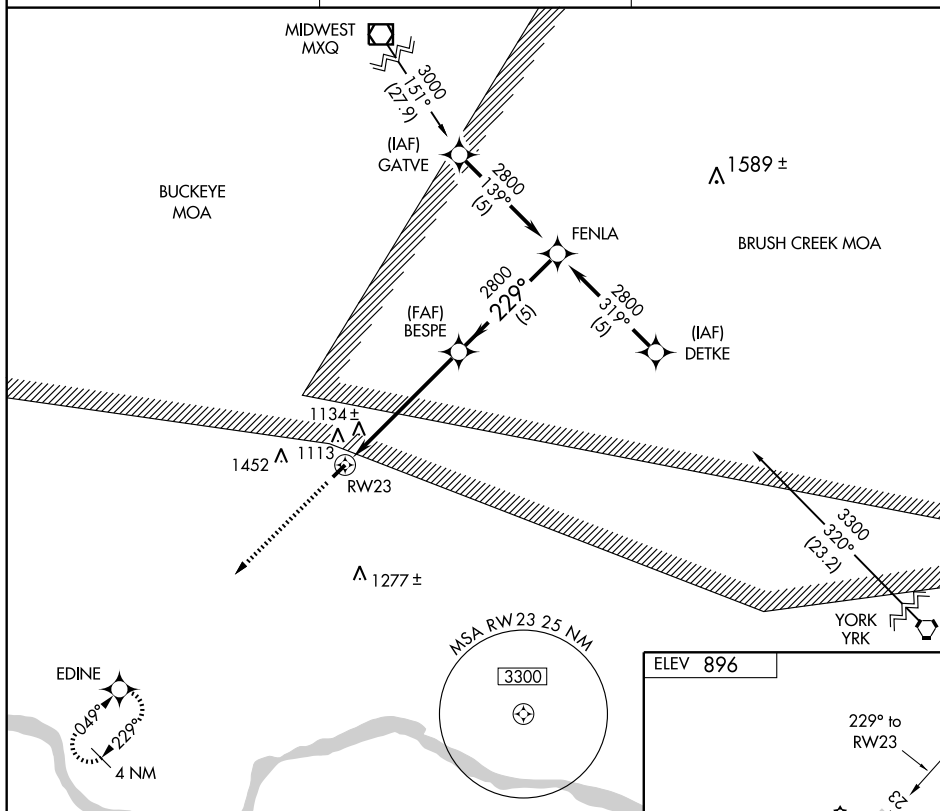 MIDWEST
MXQ
3000
151°
(27.9)
(IAF)
GATVE
2800
139°
(5)
1589 ±
BUCKEYE
MOA
FENLA
BRUSH CREEK MOA
2800
229°
(5)
2800
319°
(5)
(FAF)
BESPE
(IAF)
DETKE
1134 ±
1113
1452
RW23
3300
320°
(23.2)
1277 ±
YORK
YRK
MSA RW23 25 NM
3300
EDINE
049°
229°
4 NM
ELEV 896
229° to
RW23
23